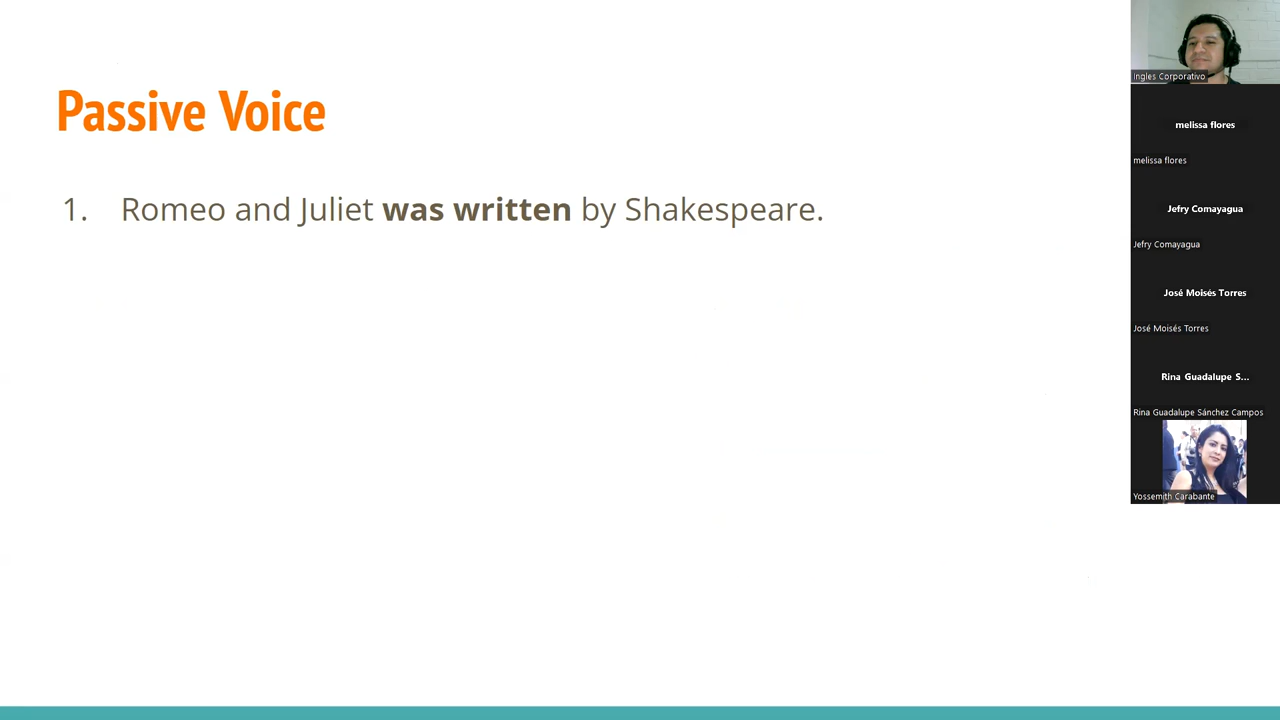 Passive Voice
1. Romeo and Juliet was written by Shakespeare.
Ingles Corporativo
melissa flores
melissa flores
Jefry Comayagua
Jefry Comayagua
José Moisés Torres
José Moisés Torres
Rina Guadalupe S...
Rina Guadalupe Sánchez Campos
Yossemith Carabante